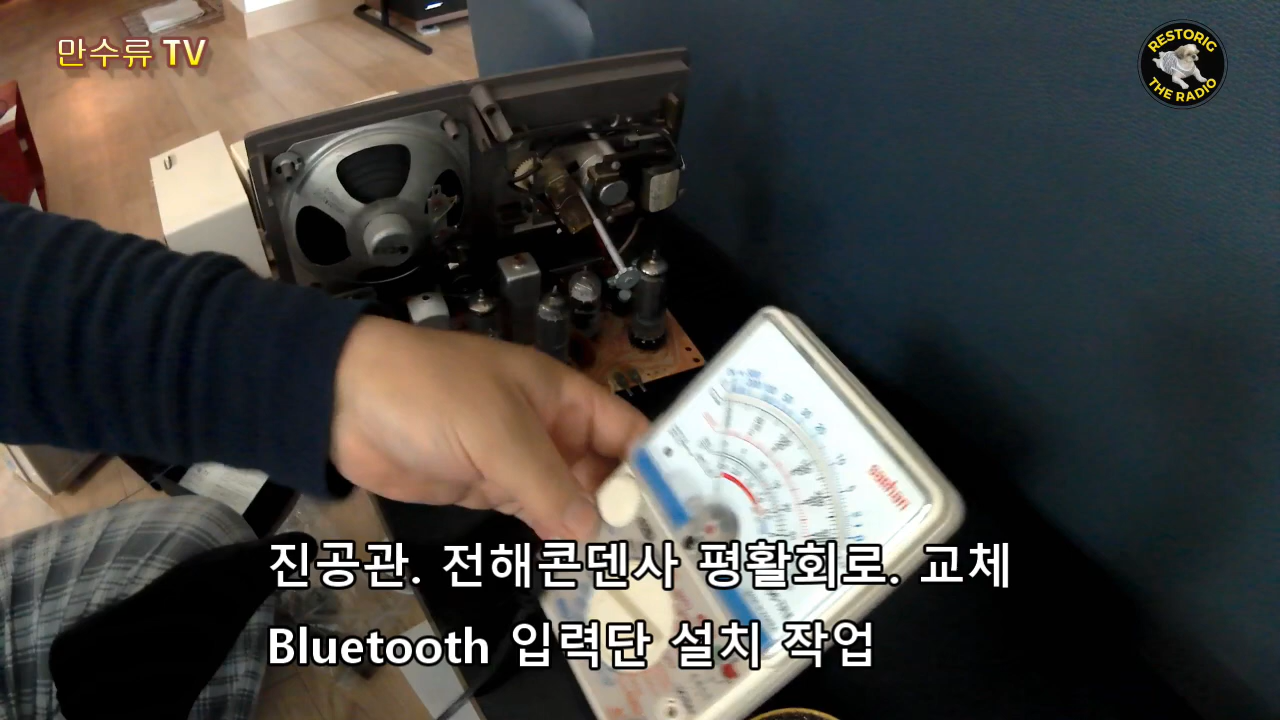 만수류 TV
RESTORIG
THE RADIO
진공관. 전해콘덴사 평활회로. 교체
Bluetooth 입력단 설치 작업